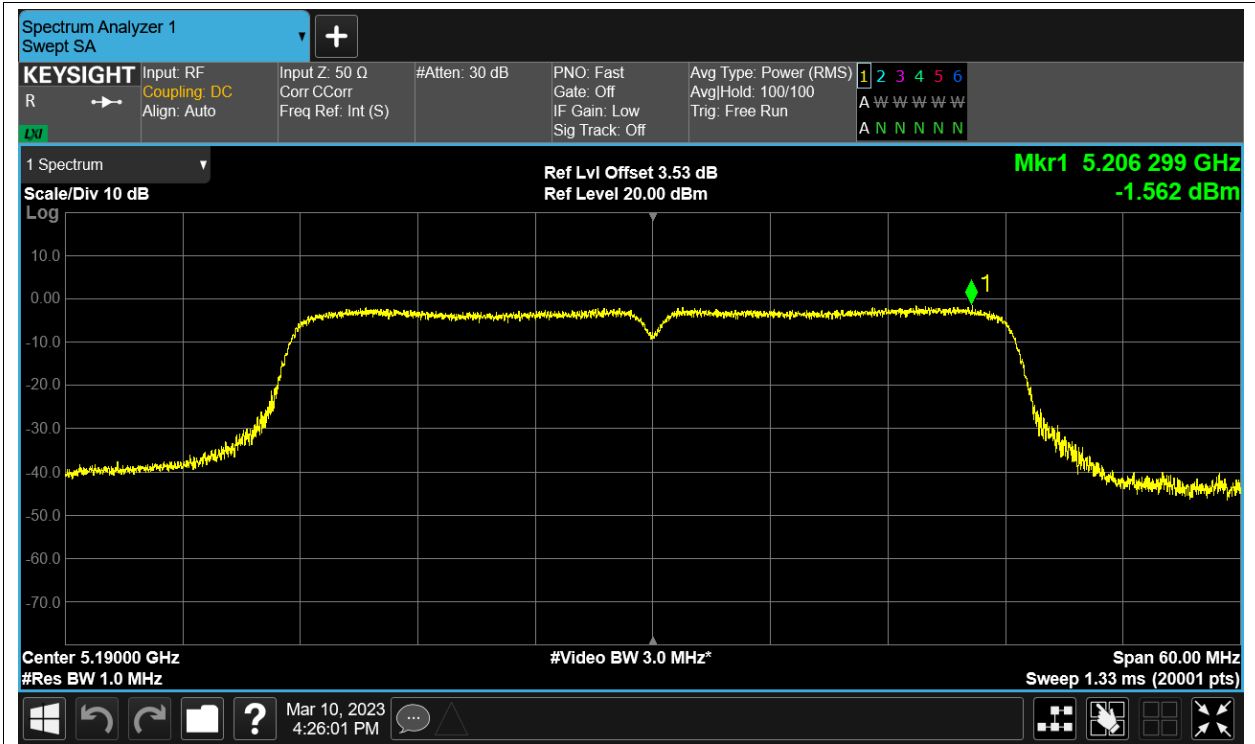 Spectrum Analyzer 1
Swept SA
KEYSIGHT
R
LXI
Input: RF
Coupling: DC
Align: Auto
Input Z: 50 Ω
Corr CCorr
Freq Ref: Int (S)
#Atten: 30 dB
PNO: Fast
Gate: Off
IF Gain: Low
Sig Track: Off
Avg Type: Power (RMS)
Avg|Hold: 100/100
Trig: Free Run
1 2 3 4 5 6
A W W W W W
A N N N N N
1 Spectrum
Scale/Div 10 dB
Log
Ref Lvl Offset 3.53 dB
Ref Level 20.00 dBm
Mkr1 5.206 299 GHz
-1.562 dBm
10.0
0.00
-10.0
-20.0
-30.0
-40.0
-50.0
-60.0
-70.0
1
Center 5.19000 GHz
#Res BW 1.0 MHz
#Video BW 3.0 MHz*
Span 60.00 MHz
Sweep 1.33 ms (20001 pts)
?
Mar 10, 2023
4:26:01 PM